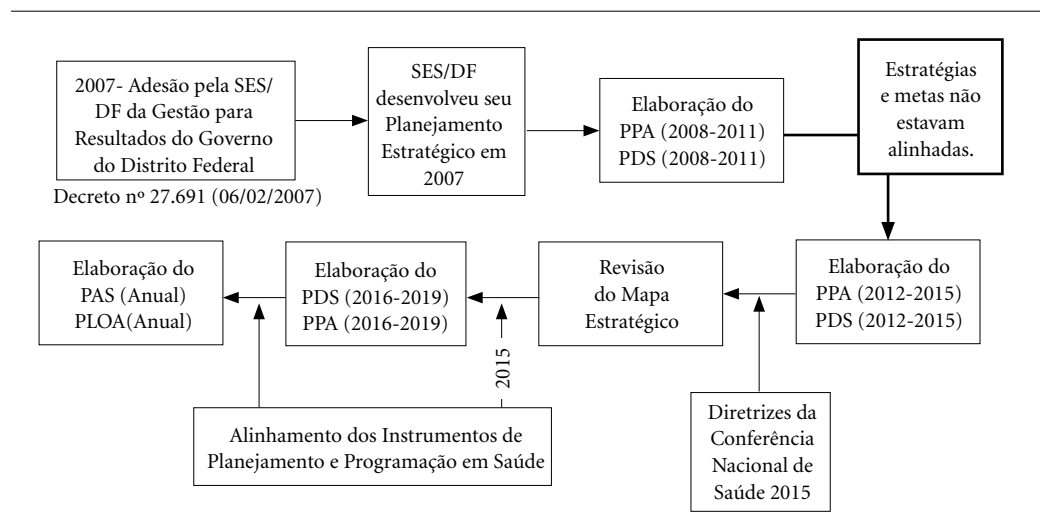 2007- Adesão pela SES/
DF da Gestão para
Resultados do Governo
do Distrito Federal
Decreto nº 27.691 (06/02/2007)
SES/DF
desenvolveu seu
Planejamento
Estratégico em
2007
Elaboração do
PPA (2008-2011)
PDS (2008-2011)
Estratégias
e metas não
estavam
alinhadas.
Elaboração do
PPA (2012-2015)
PDS (2012-2015)
Diretrizes da
Conferência
Nacional de
Saúde 2015
Revisão
do Mapa
Estratégico
2015
Elaboração do
PDS (2016-2019)
PPA (2016-2019)
Alinhamento dos Instrumentos de
Planejamento e Programação em Saúde
Elaboração do
PAS (Anual)
PLOA(Anual)